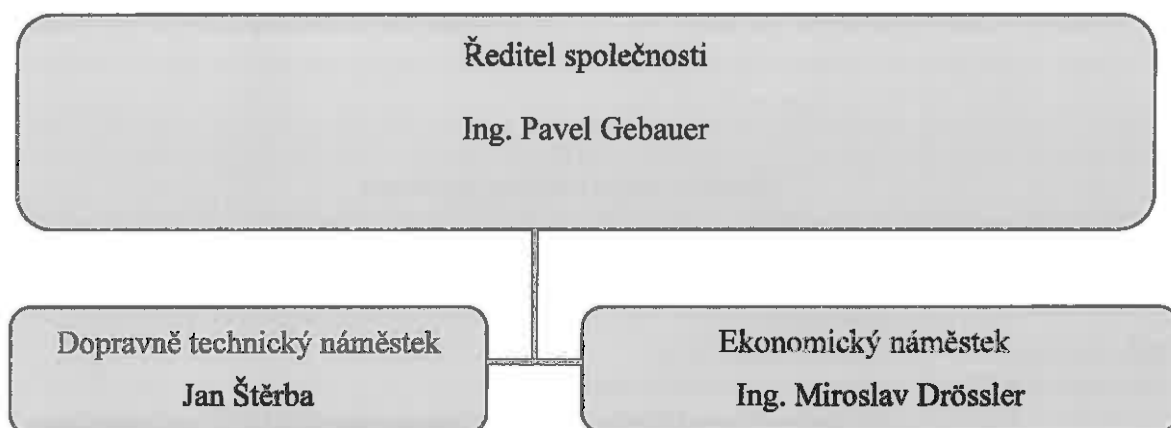 Ředitel společnosti
Ing. Pavel Gebauer
Dopravně technický náměstek
Jan Štěrba
Ekonomický náměstek
Ing. Miroslav Drössler